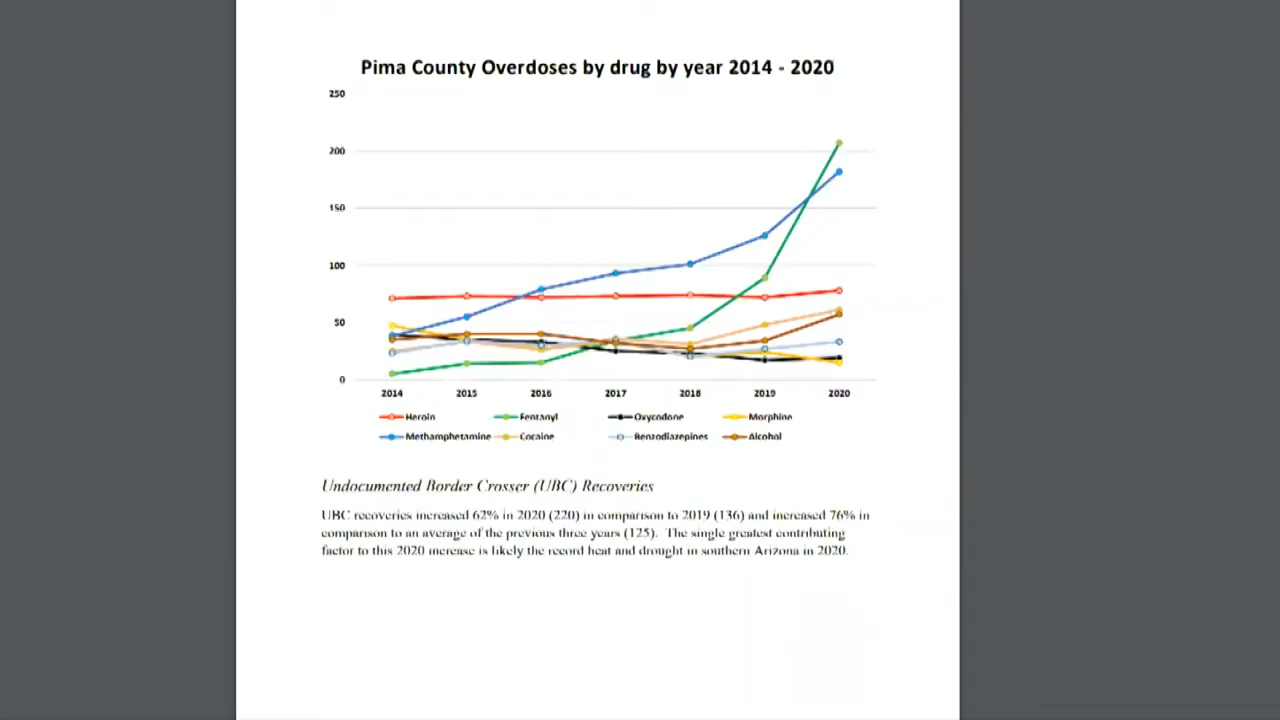 Pima County Overdoses by drug by year 2014 - 2020
250
200
150
100
50
0
2014 2015 2016 2017 2018 2019 2020
Heroin Fentanyl Oxycodone Morphine
Methamphetamine Cocaine Benzodiazepines Alcohol
Undocumented Border Crosser (UBC) Recoveries
UBC recoveries increased 62% in 2020 (220) in comparison to 2019 (136) and increased 76% in
comparison to an average of the previous three years (125). The single greatest contributing
factor to this 2020 increase is likely the record heat and drought in southern Arizona in 2020.